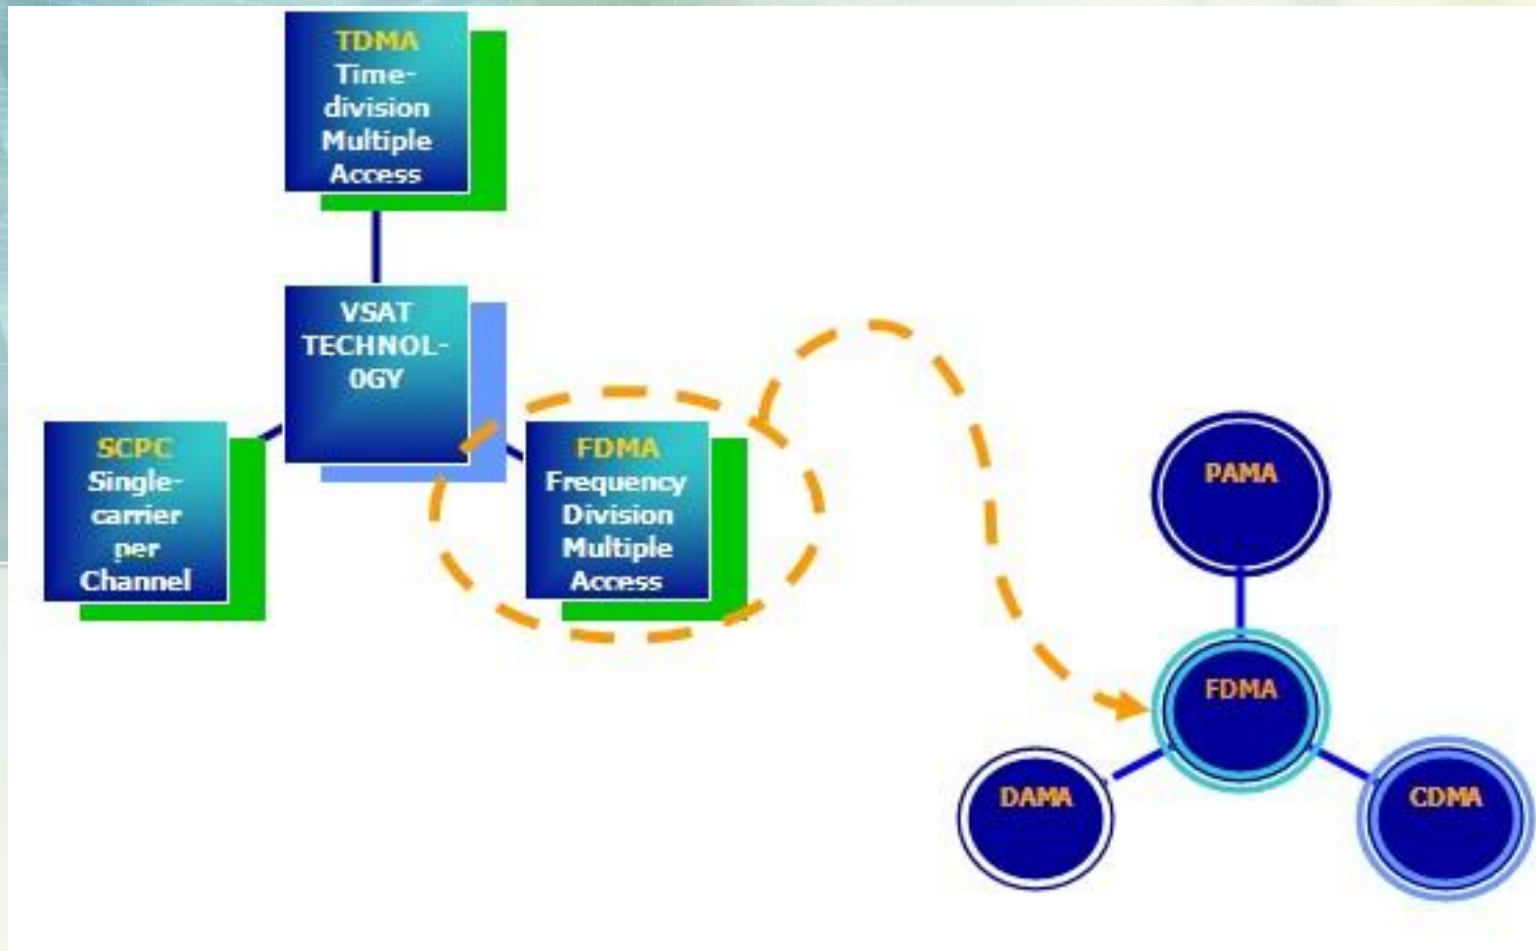 TDMA
Time-
division
Multiple
Access
VSAT
TECHNOL-
OGY
SCPC
Single-
carrier
per
Channel
FDMA
Frequency
Division
Multiple
Access
PAMA
FDMA
DAMA
CDMA